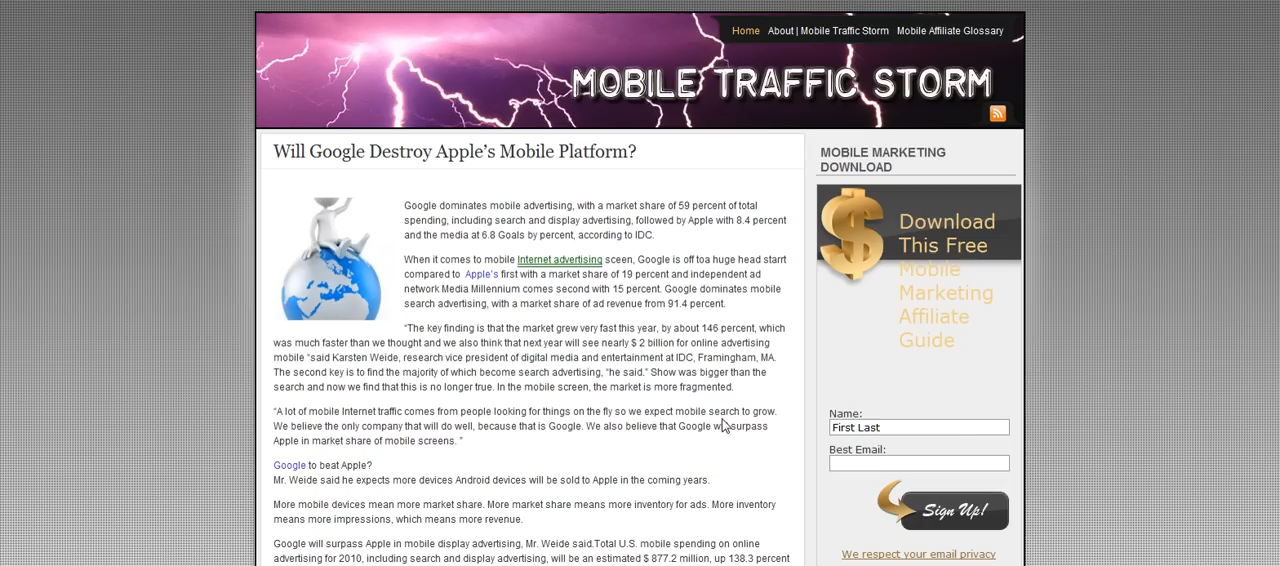 Home About | Mobile Traffic Storm Mobile Affiliate Glossary
MOBILE TRAFFIC STORM
Will Google Destroy Apple's Mobile Platform?
Google dominates mobile advertising, with a market share of 59 percent of total
spending, including search and display advertising, followed by Apple with 8.4 percent
and the media at 6.8 Goals by percent, according to IDC.
When it comes to mobile Internet advertising sceen, Google is off toa huge head starrt
compared to Apple's first with a market share of 19 percent and independent ad
network Media Millennium comes second with 15 percent. Google dominates mobile
search advertising, with a market share of ad revenue from 91.4 percent.
“The key finding is that the market grew very fast this year, by about 146 percent, which
was much faster than we thought and we also think that next year will see nearly $ 2 billion for online advertising
mobile “said Karsten Weide, research vice president of digital media and entertainment at IDC, Framingham, MA.
The second key is to find the majority of which become search advertising, “he said.” Show was bigger than the
search and now we find that this is no longer true. In the mobile screen, the market is more fragmented.
“A lot of mobile Internet traffic comes from people looking for things on the fly so we expect mobile search to grow.
We believe the only company that will do well, because that is Google. We also believe that Google will surpass
Apple in market share of mobile screens. ”
Google to beat Apple?
Mr. Weide said he expects more devices Android devices will be sold to Apple in the coming years.
More mobile devices mean more market share. More market share means more inventory for ads. More inventory
means more impressions, which means more revenue.
Google will surpass Apple in mobile display advertising, Mr. Weide said.Total U.S. mobile spending on online
advertising for 2010, including search and display advertising, will be an estimated $ 877.2 million, up 138.3 percent
MOBILE MARKETING
DOWNLOAD
$
Download
This Free
Mobile
Marketing
Affiliate
Guide
Name:
First Last
Best Email:
Sign Up!
We respect your email privacy